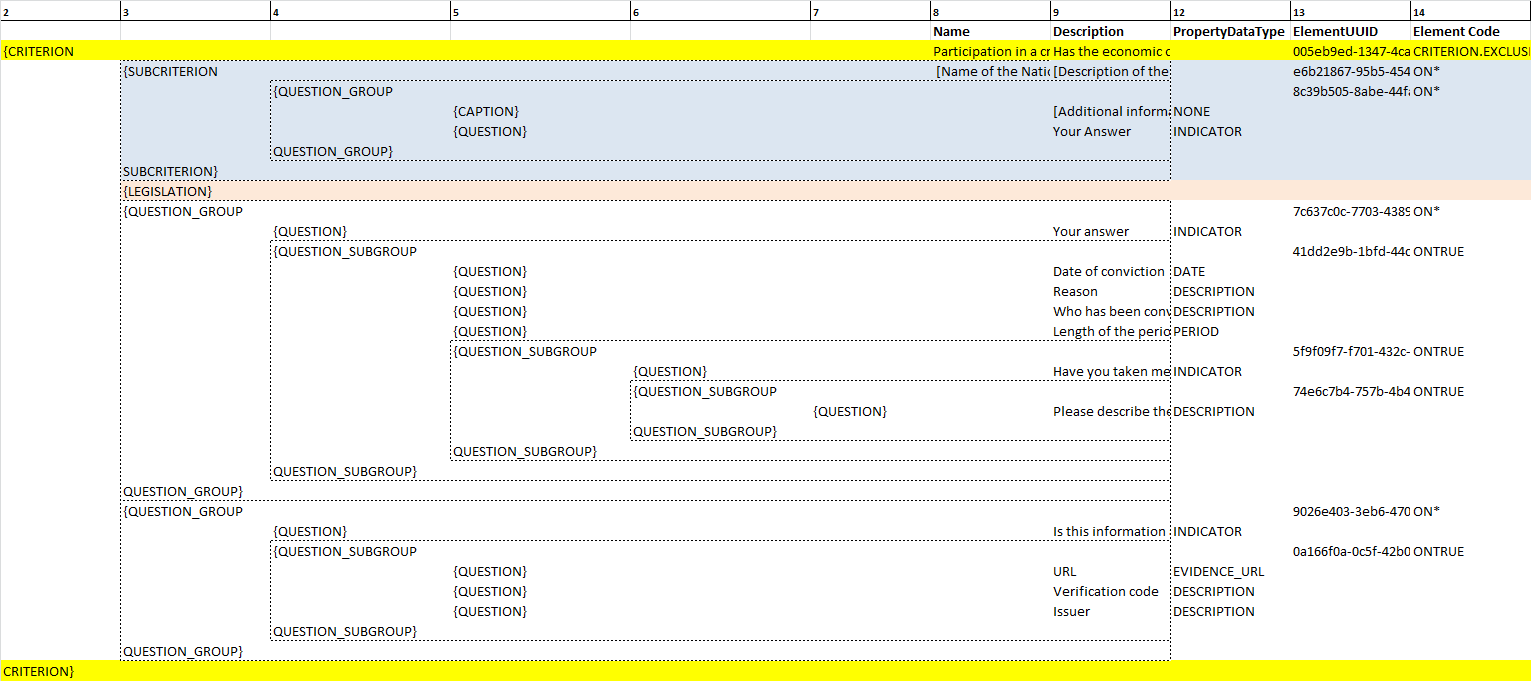 2 3 4 5 6 7 8 9 12 13 14
Name Description PropertyDataType ElementUUID Element Code
{CRITERION Participation in a cr Has the economic c 005eb9ed-1347-4ca CRITERION.EXCLUSI
{SUBCRITERION [Name of the Natio [Description of the e6b21867-95b5-454 ON*
{QUESTION_GROUP 8c39b505-8abe-44fa ON*
{CAPTION} [Additional inform NONE
{QUESTION} Your Answer INDICATOR
QUESTION_GROUP}
SUBCRITERION}
{LEGISLATION}
{QUESTION_GROUP 7c637c0c-7703-4389 ON*
{QUESTION} Your answer INDICATOR
{QUESTION_SUBGROUP 41dd2e9b-1bfd-44c ONTRUE
{QUESTION} Date of conviction DATE
{QUESTION} Reason DESCRIPTION
{QUESTION} Who has been conv DESCRIPTION
{QUESTION} Length of the perio PERIOD
{QUESTION_SUBGROUP 5f9f09f7-f701-432c- ONTRUE
{QUESTION} Have you taken me INDICATOR
{QUESTION_SUBGROUP 74e6c7b4-757b-4b4 ONTRUE
{QUESTION} Please describe the DESCRIPTION
QUESTION_SUBGROUP}
QUESTION_SUBGROUP}
QUESTION_SUBGROUP}
QUESTION_GROUP}
{QUESTION_GROUP 9026e403-3eb6-470 ON*
{QUESTION} Is this information INDICATOR
{QUESTION_SUBGROUP 0a166f0a-0c5f-42b0 ONTRUE
{QUESTION} URL EVIDENCE_URL
{QUESTION} Verification code DESCRIPTION
{QUESTION} Issuer DESCRIPTION
QUESTION_SUBGROUP}
QUESTION_GROUP}
CRITERION}